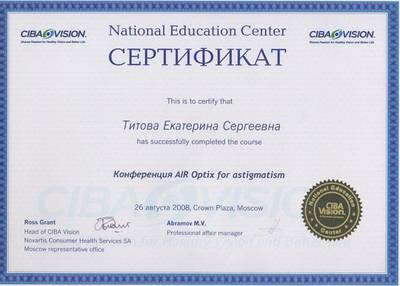 National Education Center
CIBA VISION.
Shared Passion for Healthy Vision and Better Life
CIBA VISION.
Shared Passion for Healthy Vision and Better Life
СЕРТИФИКАТ
This is to certify that
Титова Екатерина Сергеевна
has successfully completed the course
Конференция AIR Optix for astigmatism
26 августа 2008, Crown Plaza, Moscow
CIBA VISION
Ross Grant
Head of CIBA Vision
Novartis Consumer Health Services SA
Moscow representative office
Abramov M.V.
Professional affair manager
National Education
CIBA
VISION.
Center